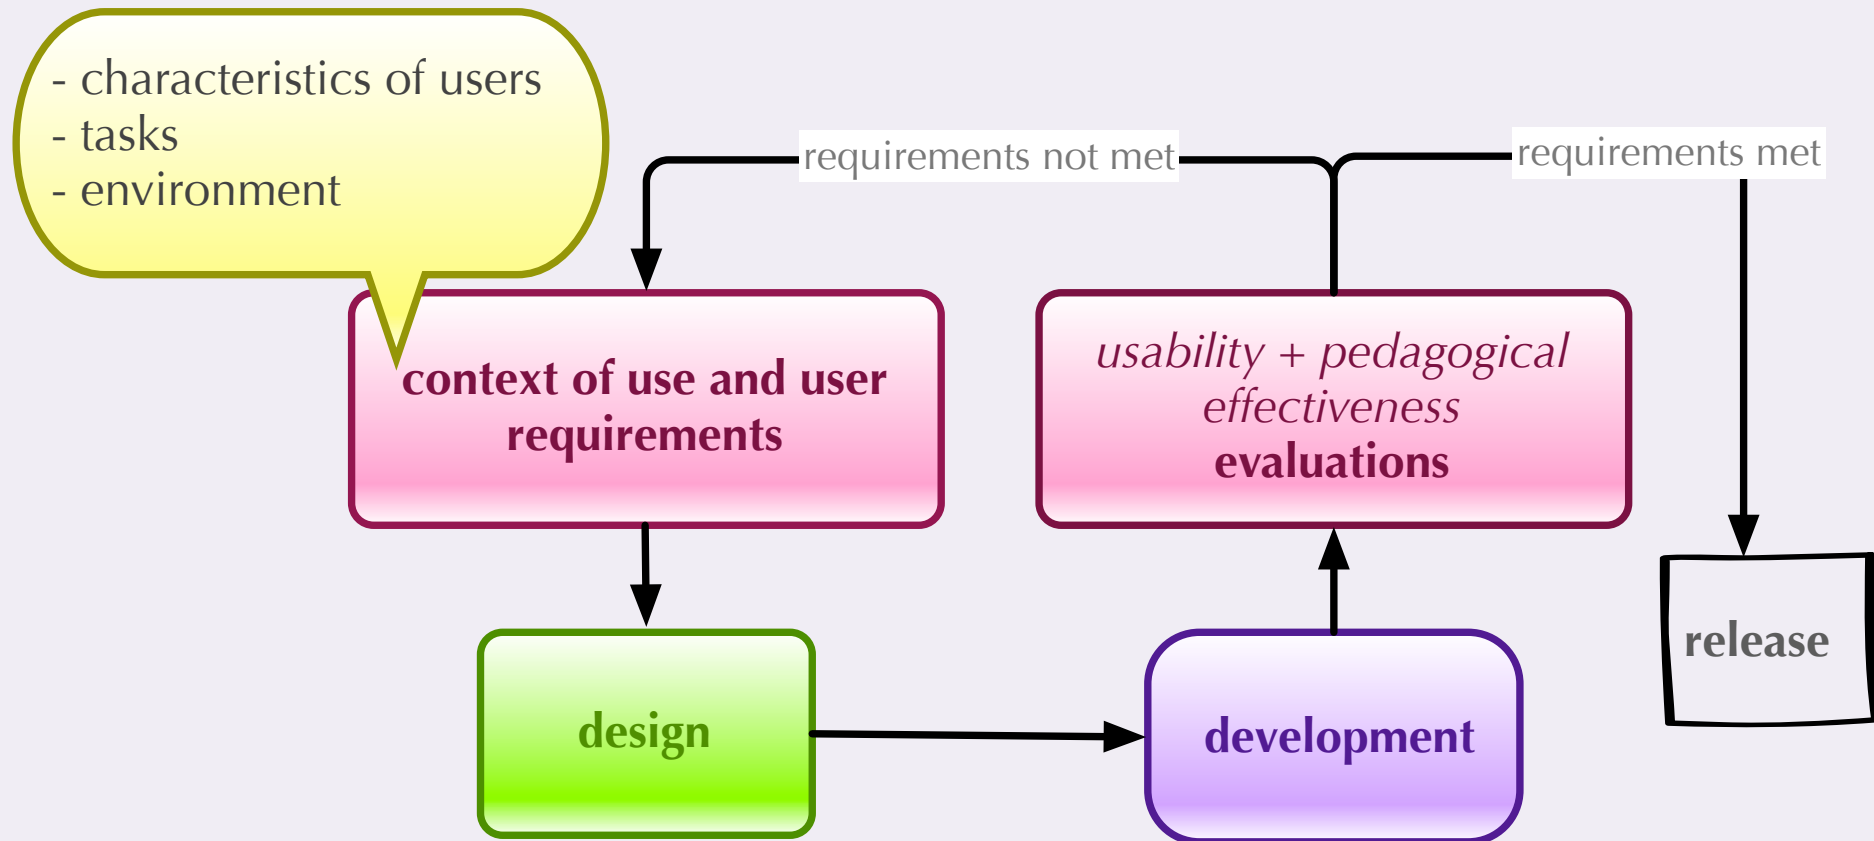 - characteristics of users
- tasks
- environment
requirements not met
requirements met
context of use and user
requirements
usability + pedagogical
effectiveness
evaluations
release
design
development